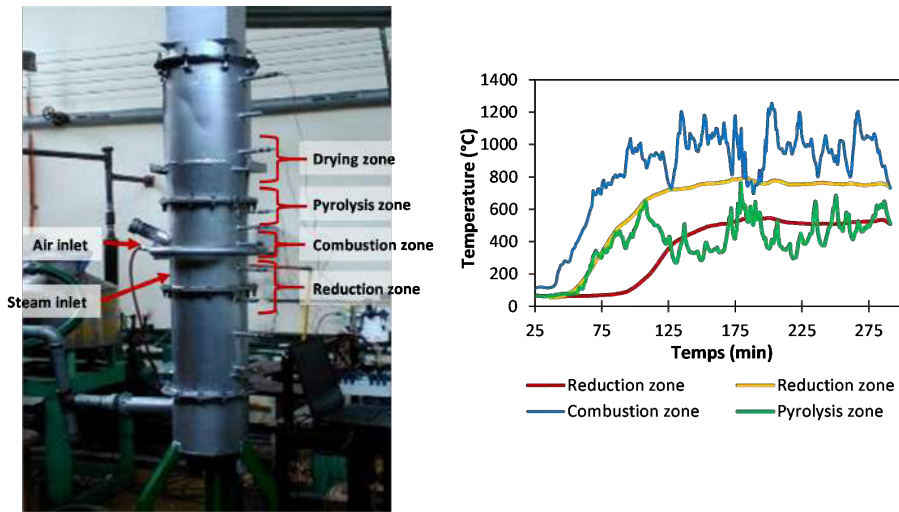 Drying zone
Pyrolysis zone
Air inlet
Combustion zone
Steam inlet
Reduction zone
Temperature (°C)
1400
1200
1000
800
600
400
200
0
25
75
125
175
225
275
Temps (min)
Reduction zone
Reduction zone
Combustion zone
Pyrolysis zone